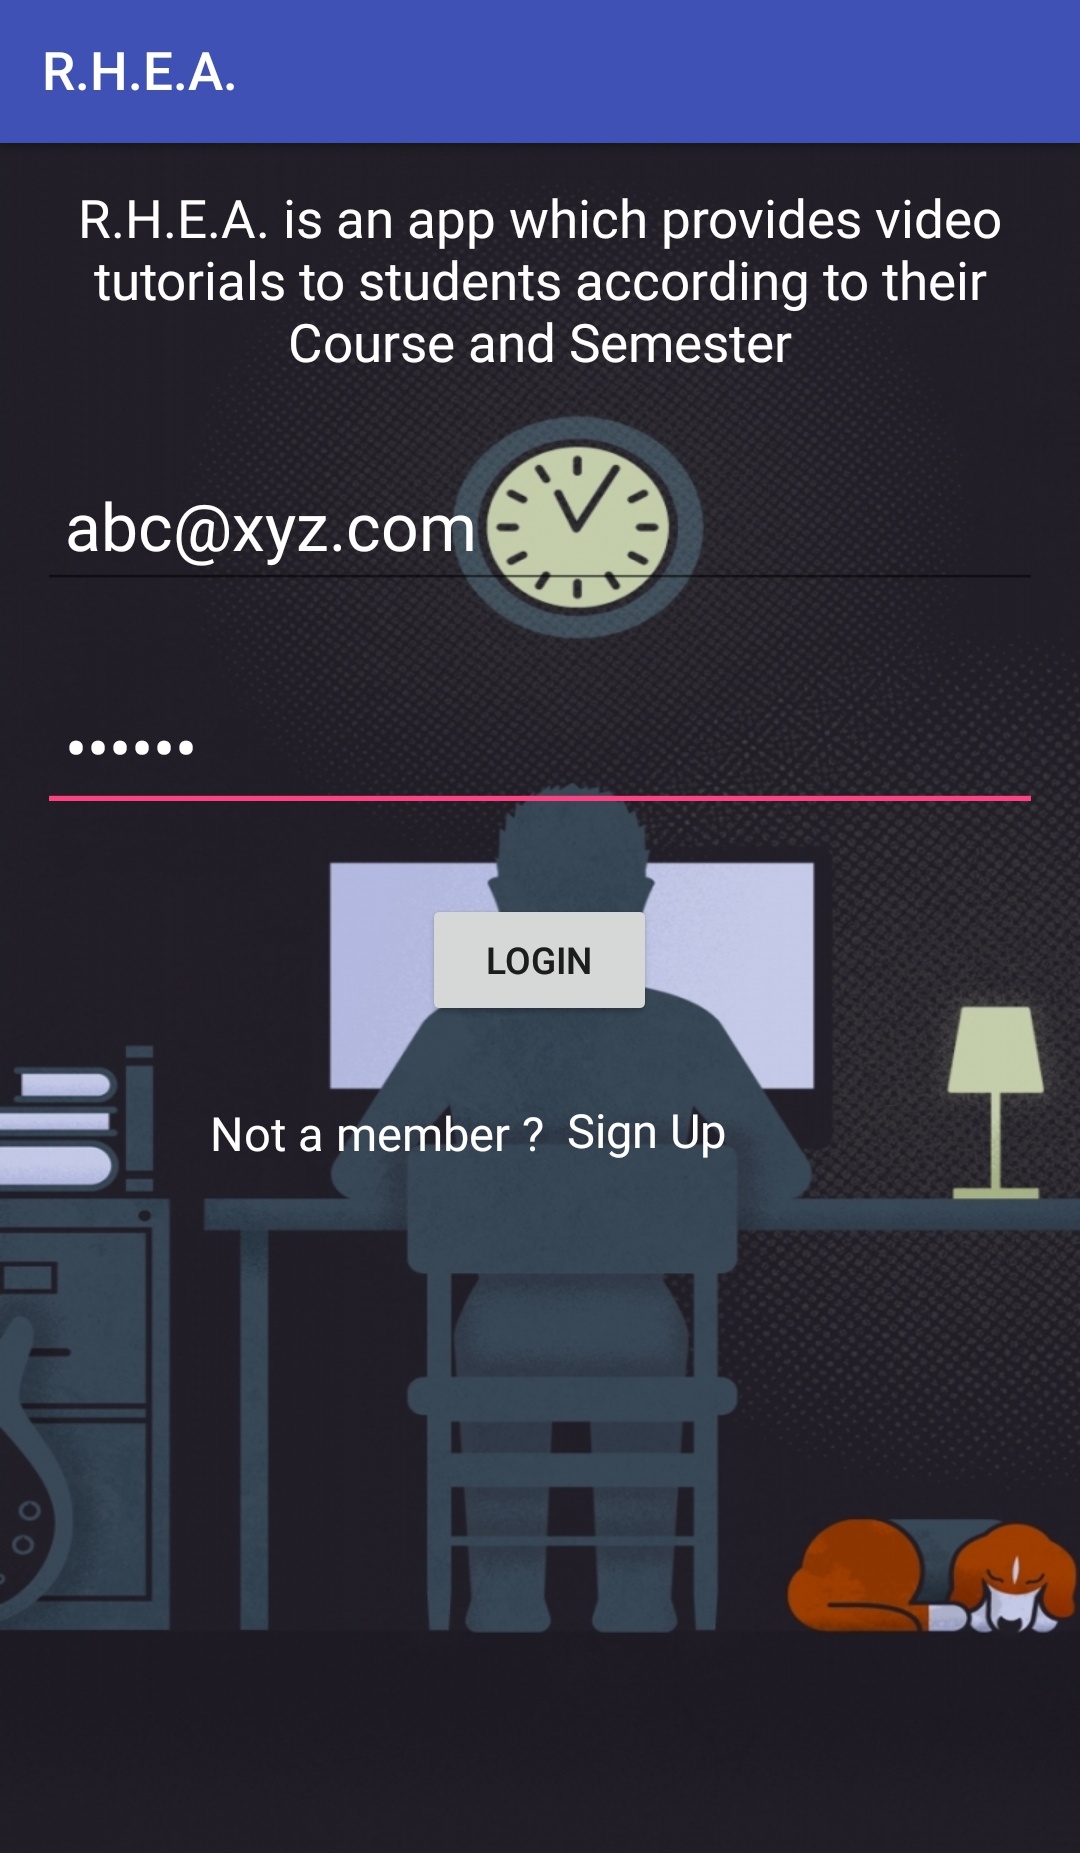 R.H.E.A.
R.H.E.A. is an app which provides video
tutorials to students according to their
Course and Semester
abc@xyz.com
••••••
LOGIN
Not a member ? Sign Up